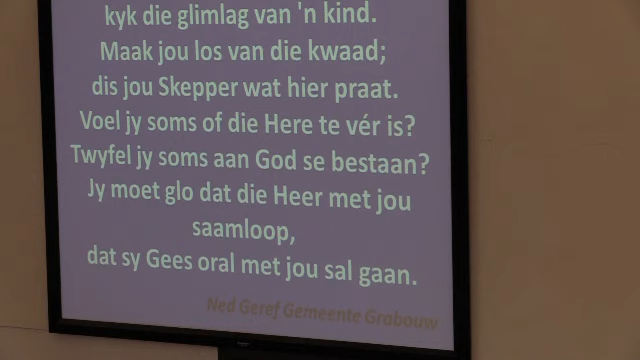 kyk die glimlag van 'n kind.
Maak jou los van die kwaad;
dis jou Skepper wat hier praat.
Voel jy soms of die Here te vér is?
Twyfel jy soms aan God se bestaan?
Jy moet glo dat die Heer met jou
saamloop,
dat sy Gees oral met jou sal gaan.
Ned Geref Gemeente Grabouw